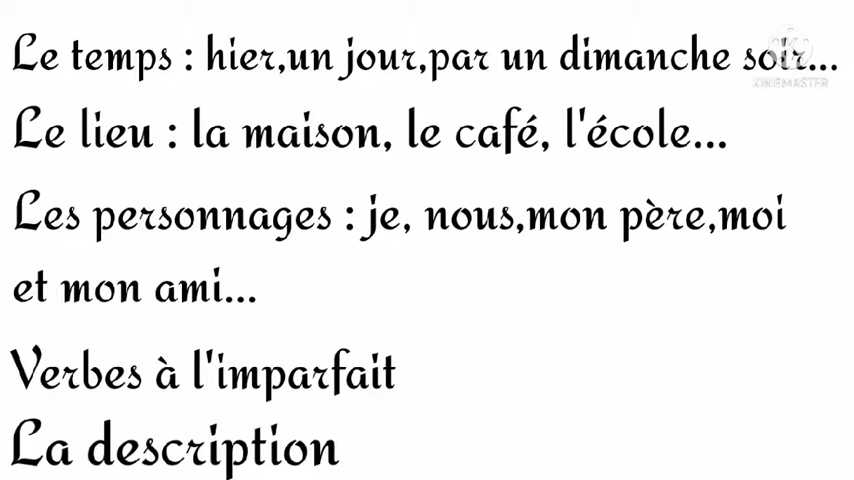 Le temps : hier,un jour,par un dimanche soir...
KINEMASTER
Le lieu : la maison, le café, l'école...
Les personnages : je, nous,mon père,moi
et mon ami...
Verbes à l'imparfait
La description